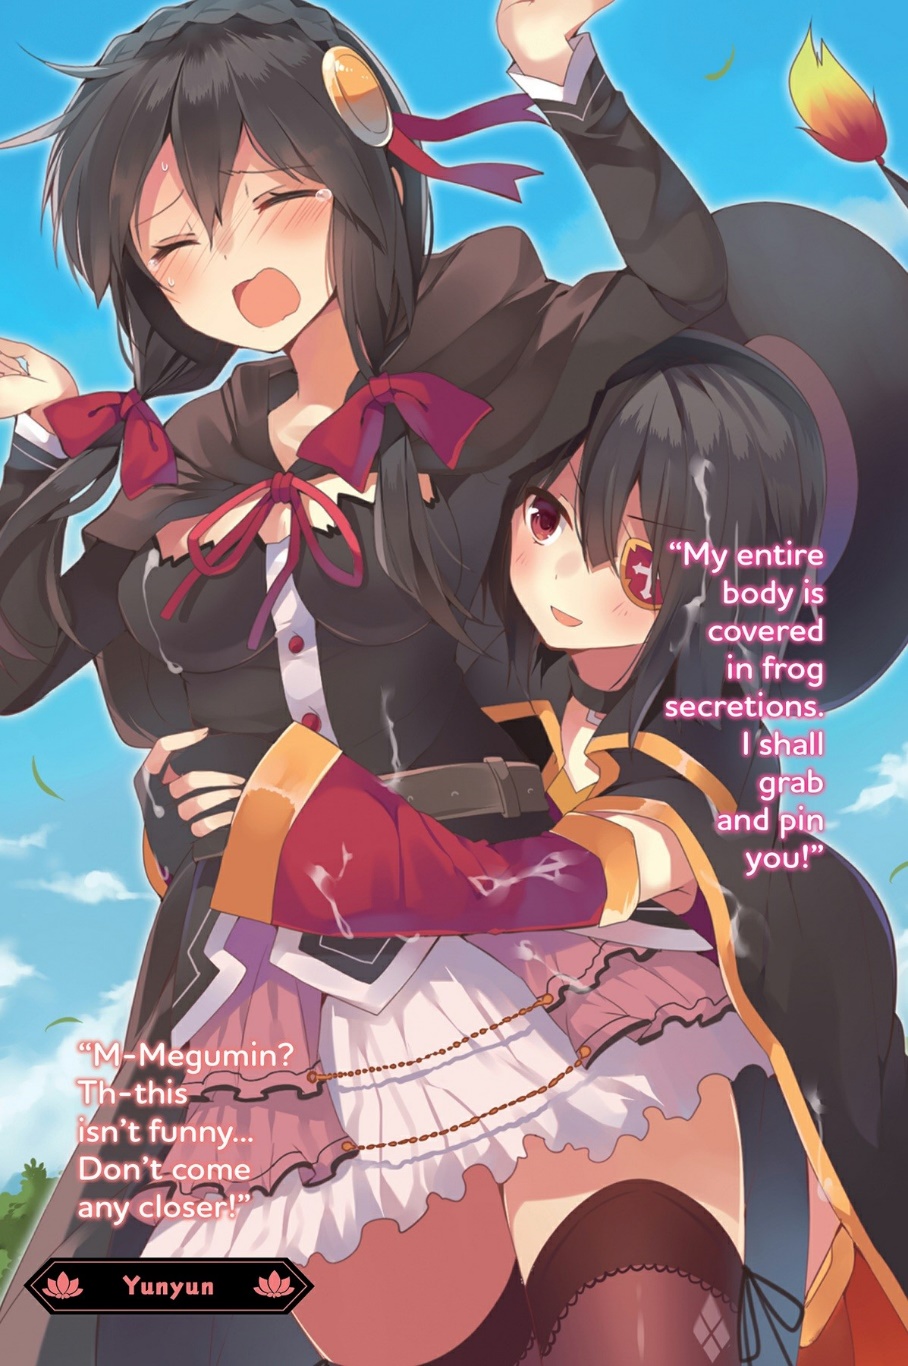 “My entire
body is
covered
in frog
secretions.
I shall
grab
and pin
you!”
“M-Megumin?
Th-this
isn’t funny...
Don’t come
any closer!”
Yunyun